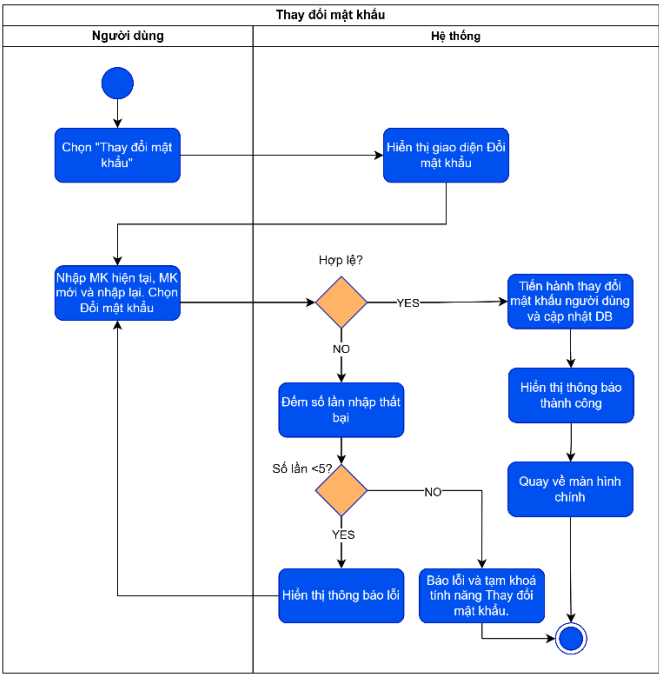 Thay đổi mật khẩu
Người dùng
Hệ thống
Chọn "Thay đổi mật
khẩu"
Hiển thị giao diện Đổi
mật khẩu
Nhập MK hiện tại, MK
mới và nhập lại. Chọn
Đổi mật khẩu
Hợp lệ?
YES
Tiến hành thay đổi
mật khẩu người dùng
và cập nhật DB
NO
Hiển thị thông báo
thành công
Đếm số lần nhập thất
bại
Số lần <5?
Quay về màn hình
chính
NO
YES
Hiển thị thông báo lỗi
Báo lỗi và tạm khoá
tính năng Thay đổi
mật khẩu.